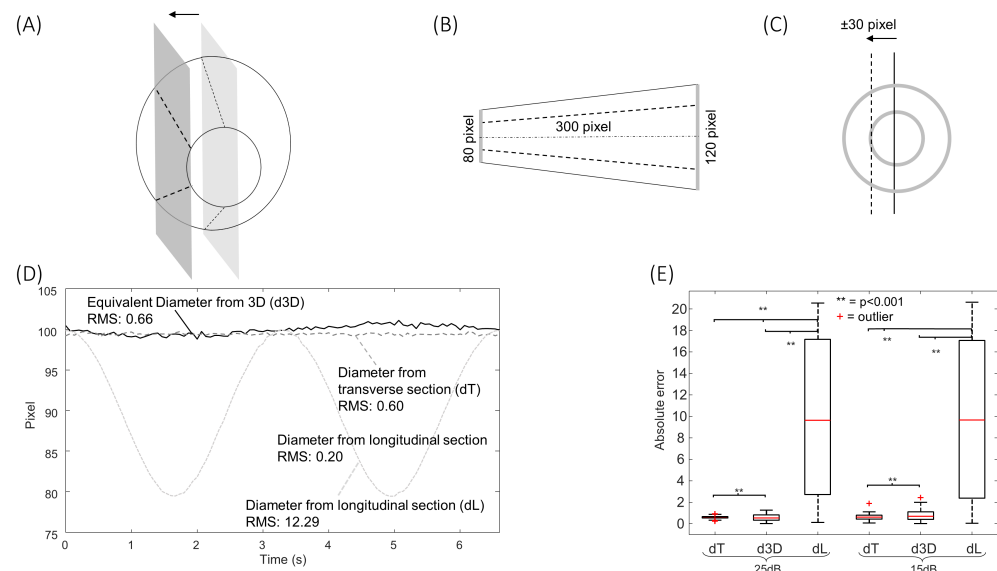 (A)
(B)
80 pixel
300 pixel
120 pixel
(C)
±30 pixel
(D)
105
100
95
90
85
80
75
Pixel
Equivalent Diameter from 3D (d3D)
RMS: 0.66
Diameter from
transverse section (dT)
RMS: 0.60
Diameter from longitudinal section
RMS: 0.20
Diameter from longitudinal section (dL)
RMS: 12.29
0 1 2 3 4 5 6
Time (s)
(E)
** = p<0.001
+ = outlier
20
18
16
14
12
10
8
6
4
2
0
Absolute error
**
**
**
**
**
**
dT d3D dL dT d3D dL
25dB 15dB